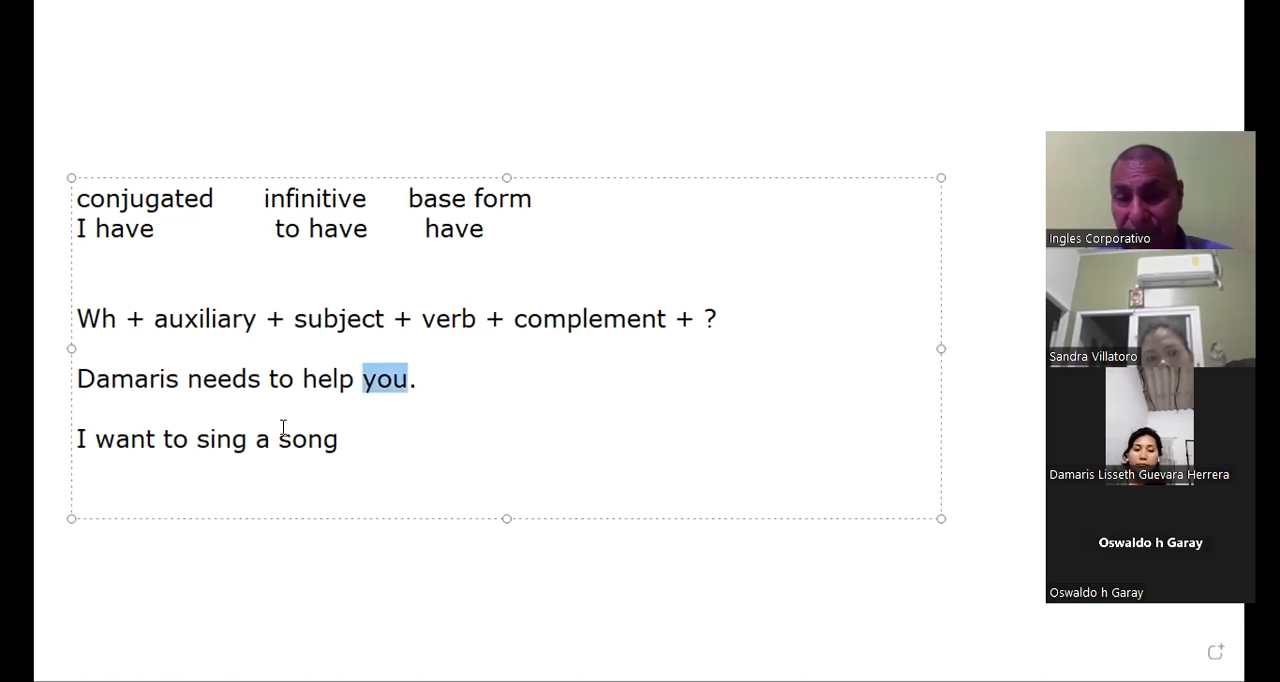 conjugated infinitive base form
I have to have have
Wh + auxiliary + subject + verb + complement + ?
Damaris needs to help you.
I want to sing a song
Ingles Corporativo
Sandra Villatoro
Damaris Lisseth Guevara Herrera
Oswaldo h Garay
Oswaldo h Garay